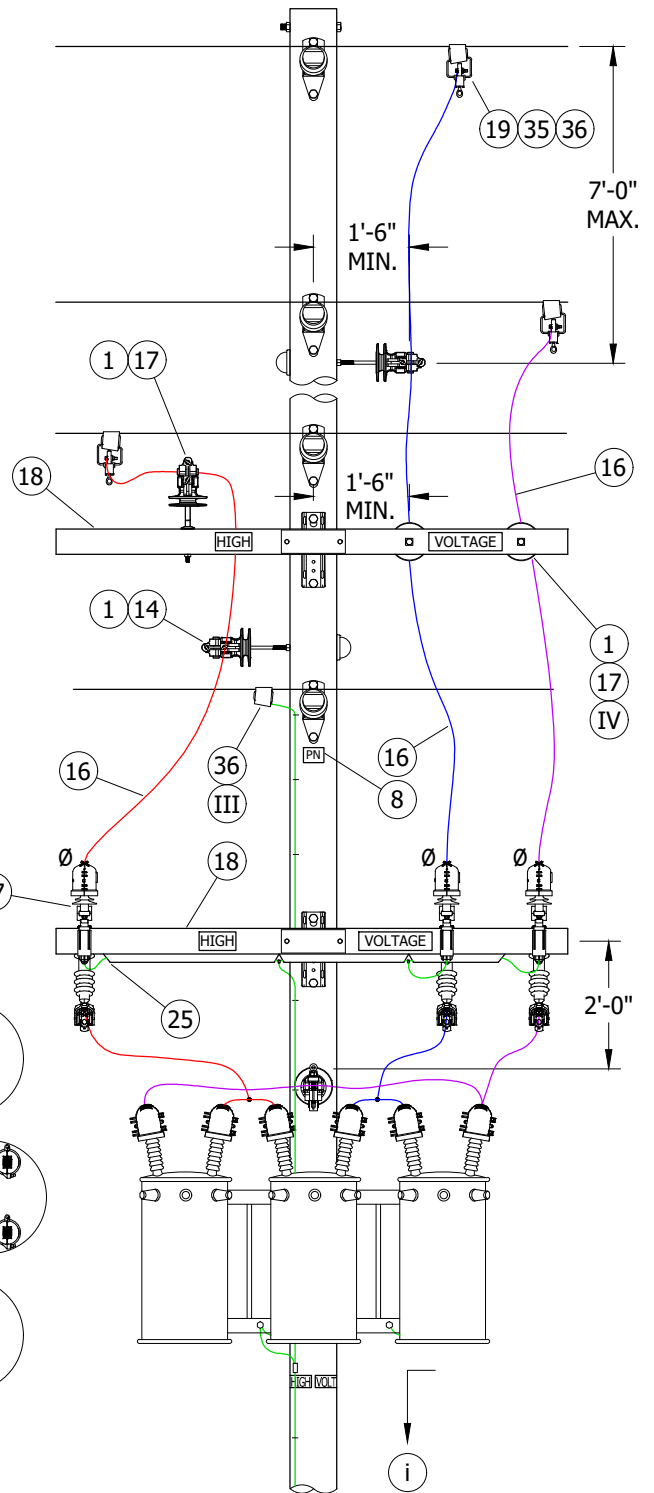 19 35 36
7'-0"
MAX.
1'-6"
MIN.
1 17
16
18
1'-6"
MIN.
HIGH
VOLTAGE
1 14
1
17
IV
16
36
III
PN
8
16
18
Ø
Ø
Ø
7
HIGH
VOLTAGE
25
2'-0"
HIGH VOLT
i